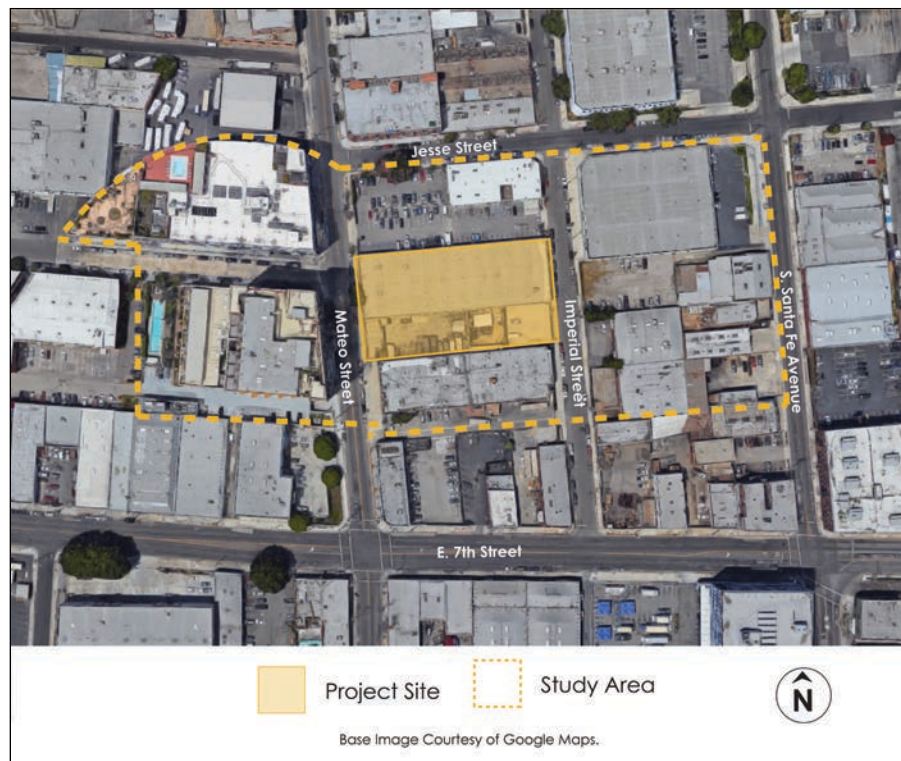 Jesse Street
Mateo Street
Imperial Street
S. Santa Fe Avenue
E. 7th Street
Project Site
Study Area
N
Base Image Courtesy of Google Maps.